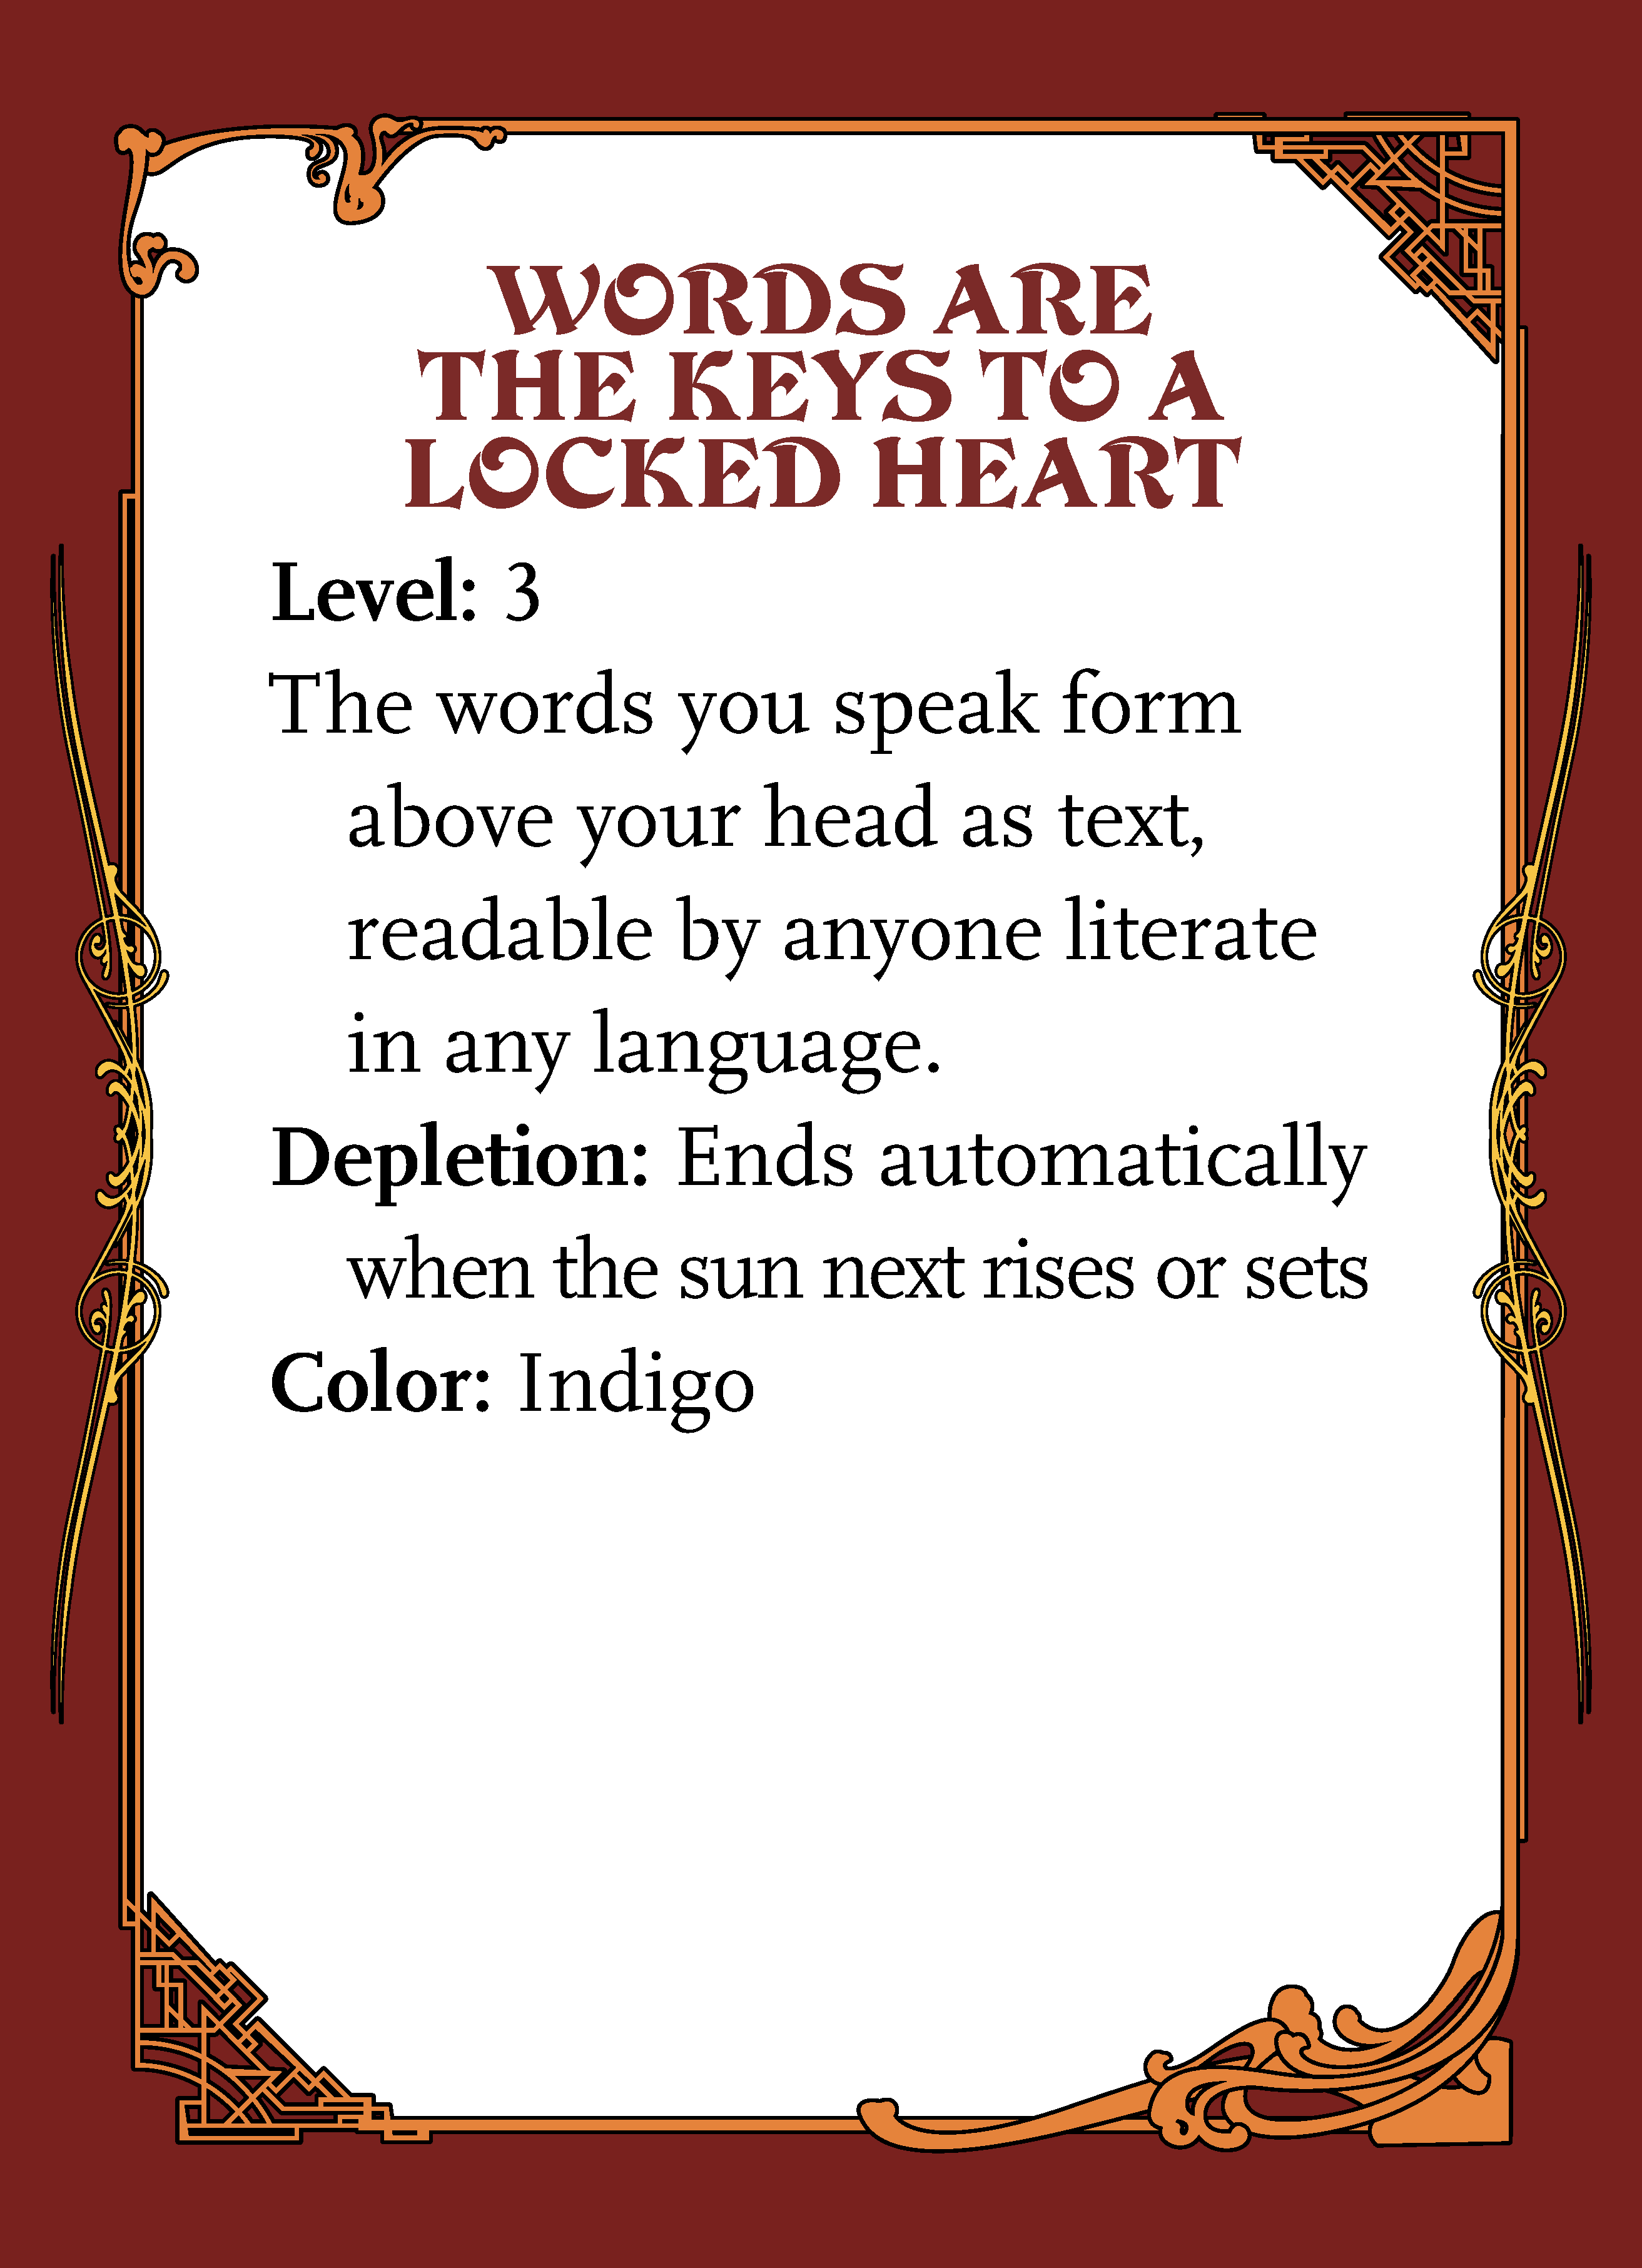 WORDS ARE
THE KEYS TO A
LOCKED HEART
Level: 3
The words you speak form
above your head as text,
readable by anyone literate
in any language.
Depletion: Ends automatically
when the sun next rises or sets
Color: Indigo